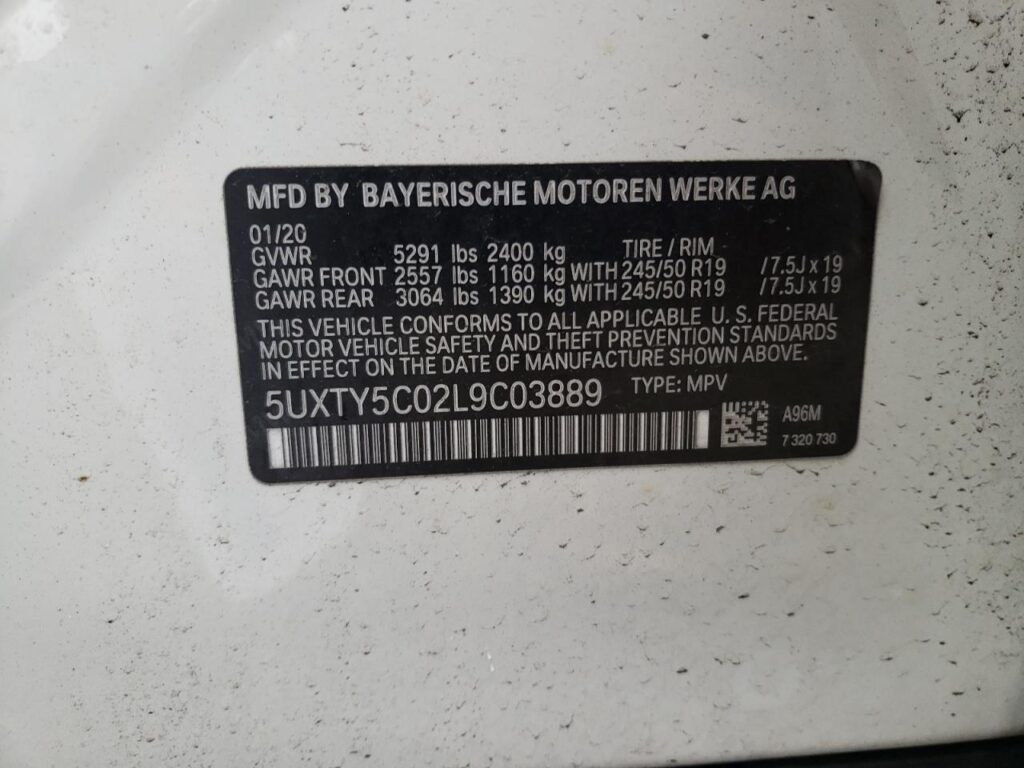 MFD BY BAYERISCHE MOTOREN WERKE AG
01/20
GVWR 5291 lbs 2400 kg TIRE / RIM
GAWR FRONT 2557 lbs 1160 kg WITH 245/50 R19 /7.5J x 19
GAWR REAR 3064 lbs 1390 kg WITH 245/50 R19 /7.5J x 19
THIS VEHICLE CONFORMS TO ALL APPLICABLE U. S. FEDERAL
MOTOR VEHICLE SAFETY AND THEFT PREVENTION STANDARDS
IN EFFECT ON THE DATE OF MANUFACTURE SHOWN ABOVE.
5UXTY5C02L9C03889 TYPE: MPV
A96M
7 320 730